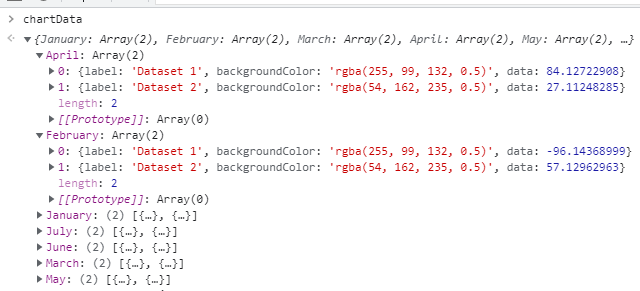 chartData
{January: Array(2), February: Array(2), March: Array(2), April: Array(2), May: Array(2), …}
April: Array(2)
0: {label: 'Dataset 1', backgroundColor: 'rgba(255, 99, 132, 0.5)', data: 84.12722908}
1: {label: 'Dataset 2', backgroundColor: 'rgba(54, 162, 235, 0.5)', data: 27.11248285}
length: 2
[[Prototype]]: Array(0)
February: Array(2)
0: {label: 'Dataset 1', backgroundColor: 'rgba(255, 99, 132, 0.5)', data: -96.14368999}
1: {label: 'Dataset 2', backgroundColor: 'rgba(54, 162, 235, 0.5)', data: 57.12962963}
length: 2
[[Prototype]]: Array(0)
January: (2) [{…}, {…}]
July: (2) [{…}, {…}]
June: (2) [{…}, {…}]
March: (2) [{…}, {…}]
May: (2) [{…}, {…}]